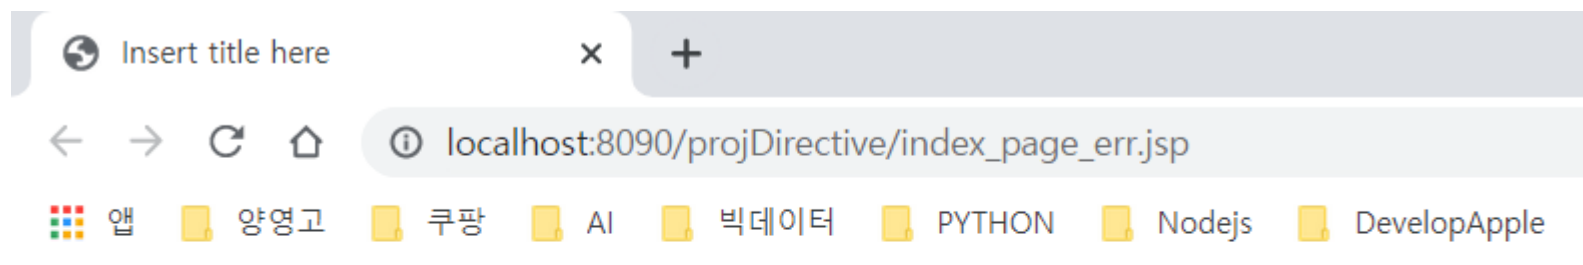 Insert title here
localhost:8090/projDirective/index_page_err.jsp
앱 양영고 쿠팡 AI 빅데이터 PYTHON Nodejs DevelopApple